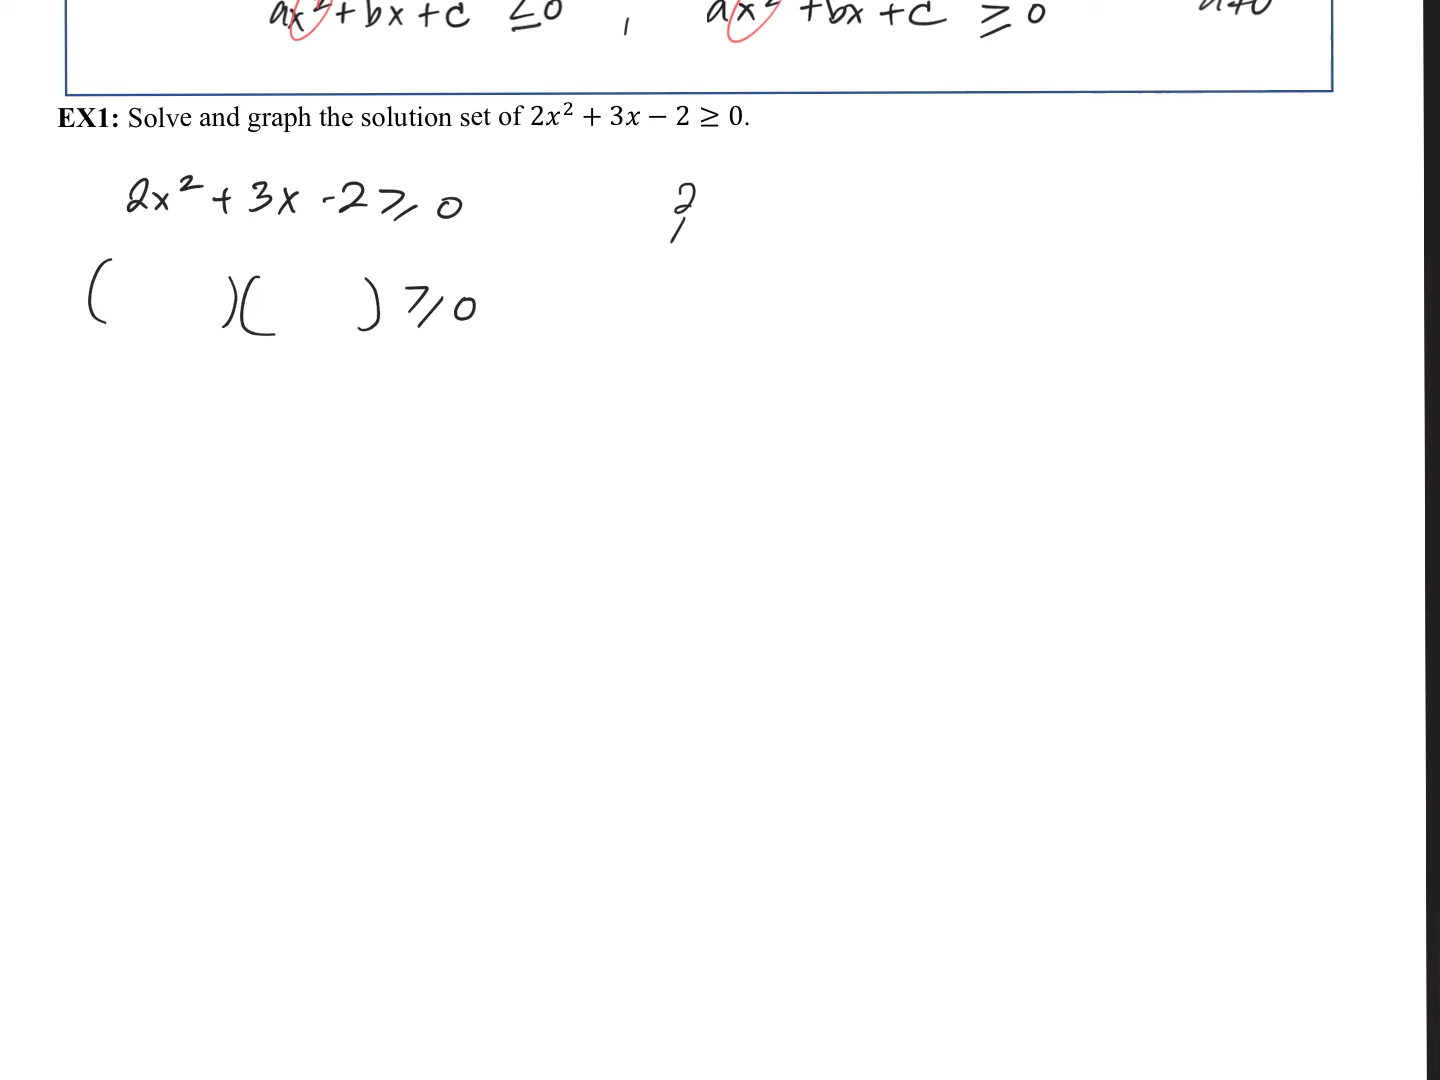 ax² + bx + c ≤ 0 , ax² + bx + c ≥ 0 a≠0
EX1: Solve and graph the solution set of 2x² + 3x − 2 ≥ 0.
2x² + 3x - 2 ≥ 0 2
( )( ) ≥ 0